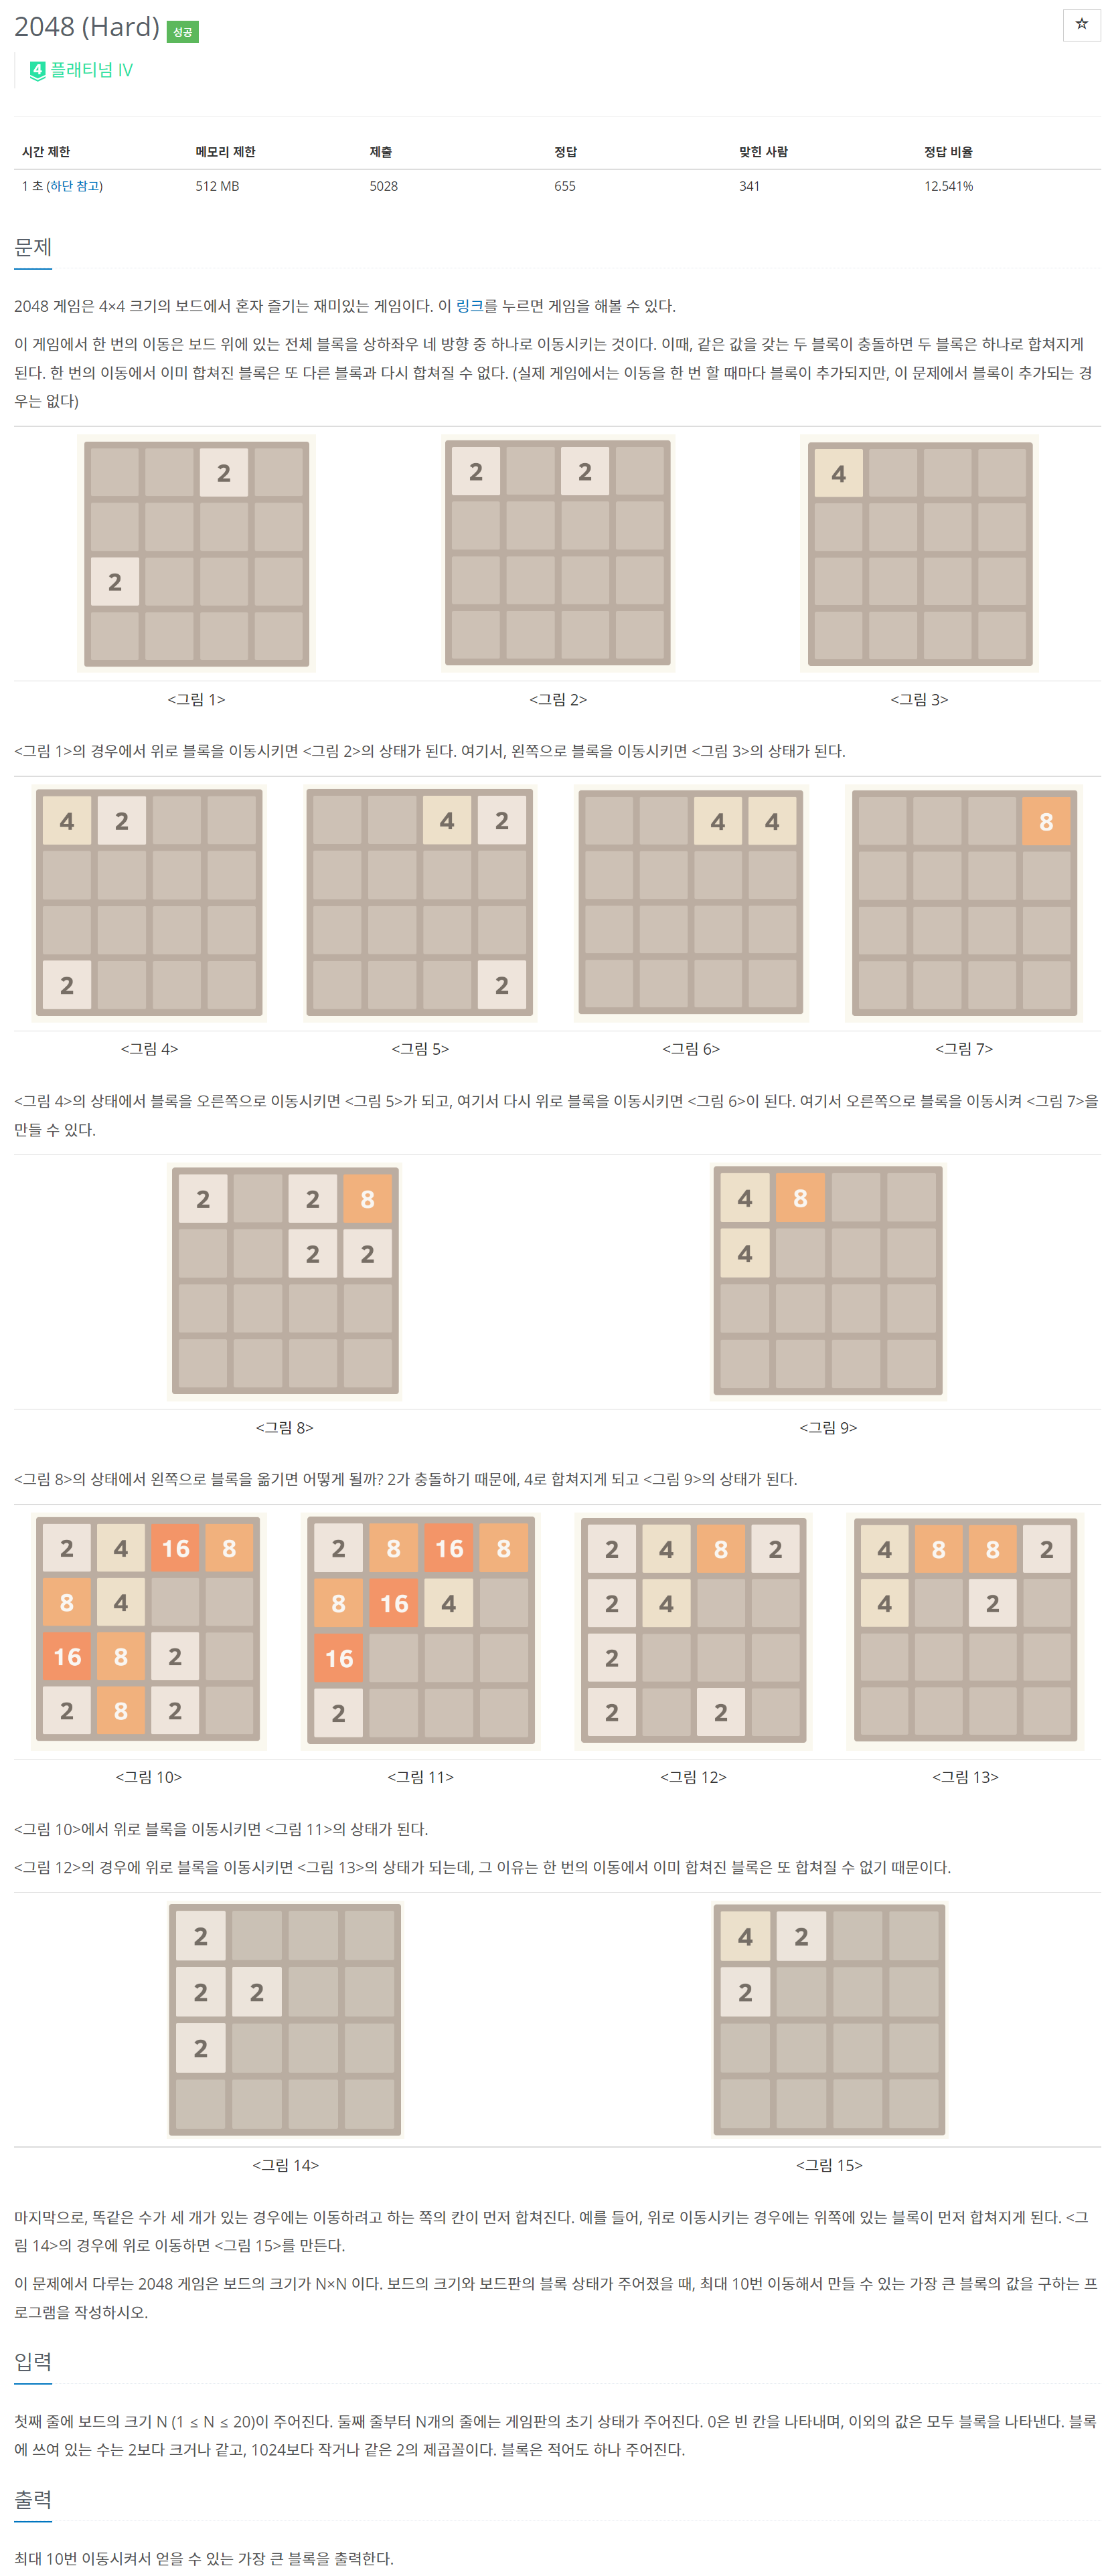 2048 (Hard) 성공
☆
4 플래티넘 IV
시간 제한 메모리 제한 제출 정답 맞힌 사람 정답 비율
1 초 (하단 참고) 512 MB 5028 655 341 12.541%
문제
2048 게임은 4×4 크기의 보드에서 혼자 즐기는 재미있는 게임이다. 이 링크를 누르면 게임을 해볼 수 있다.
이 게임에서 한 번의 이동은 보드 위에 있는 전체 블록을 상하좌우 네 방향 중 하나로 이동시키는 것이다. 이때, 같은 값을 갖는 두 블록이 충돌하면 두 블록은 하나로 합쳐지게
된다. 한 번의 이동에서 이미 합쳐진 블록은 또 다른 블록과 다시 합쳐질 수 없다. (실제 게임에서는 이동을 한 번 할 때마다 블록이 추가되지만, 이 문제에서 블록이 추가되는 경
우는 없다)
2 2 2 4
2
<그림 1> <그림 2> <그림 3>
<그림 1>의 경우에서 위로 블록을 이동시키면 <그림 2>의 상태가 된다. 여기서, 왼쪽으로 블록을 이동시키면 <그림 3>의 상태가 된다.
4 2 4 2 4 4 8
2 2
<그림 4> <그림 5> <그림 6> <그림 7>
<그림 4>의 상태에서 블록을 오른쪽으로 이동시키면 <그림 5>가 되고, 여기서 다시 위로 블록을 이동시키면 <그림 6>이 된다. 여기서 오른쪽으로 블록을 이동시켜 <그림 7>을
만들 수 있다.
2 2 8 4 8
2 2 4
<그림 8> <그림 9>
<그림 8>의 상태에서 왼쪽으로 블록을 옮기면 어떻게 될까? 2가 충돌하기 때문에, 4로 합쳐지게 되고 <그림 9>의 상태가 된다.
2 4 16 8 2 8 16 8 2 4 8 2 4 8 8 2
8 4 8 16 4 2 4 4 2
16 8 2 16 2
2 8 2 2 2 2
<그림 10> <그림 11> <그림 12> <그림 13>
<그림 10>에서 위로 블록을 이동시키면 <그림 11>의 상태가 된다.
<그림 12>의 경우에 위로 블록을 이동시키면 <그림 13>의 상태가 되는데, 그 이유는 한 번의 이동에서 이미 합쳐진 블록은 또 합쳐질 수 없기 때문이다.
2 4 2
2 2 2
2
<그림 14> <그림 15>
마지막으로, 똑같은 수가 세 개가 있는 경우에는 이동하려고 하는 쪽의 칸이 먼저 합쳐진다. 예를 들어, 위로 이동시키는 경우에는 위쪽에 있는 블록이 먼저 합쳐지게 된다. <그
림 14>의 경우에 위로 이동하면 <그림 15>를 만든다.
이 문제에서 다루는 2048 게임은 보드의 크기가 N×N 이다. 보드의 크기와 보드판의 블록 상태가 주어졌을 때, 최대 10번 이동해서 만들 수 있는 가장 큰 블록의 값을 구하는 프
로그램을 작성하시오.
입력
첫째 줄에 보드의 크기 N (1 ≤ N ≤ 20)이 주어진다. 둘째 줄부터 N개의 줄에는 게임판의 초기 상태가 주어진다. 0은 빈 칸을 나타내며, 이외의 값은 모두 블록을 나타낸다. 블록
에 쓰여 있는 수는 2보다 크거나 같고, 1024보다 작거나 같은 2의 제곱꼴이다. 블록은 적어도 하나 주어진다.
출력
최대 10번 이동시켜서 얻을 수 있는 가장 큰 블록을 출력한다.